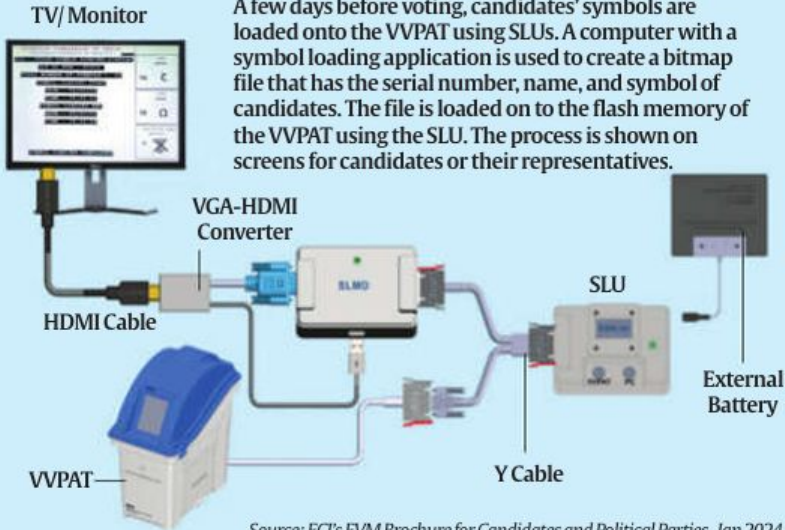 TV/ Monitor
A few days before voting, candidates' symbols are
loaded onto the VVPAT using SLUs. A computer with a
symbol loading application is used to create a bitmap
file that has the serial number, name, and symbol of
candidates. The file is loaded on to the flash memory of
the VVPAT using the SLU. The process is shown on
screens for candidates or their representatives.
VGA-HDMI
Converter
SLMD
SLU
HDMI Cable
External
Battery
VVPAT
Y Cable
Source: ECI's EVM Brochure for Candidates and Political Parties, Jan 2024